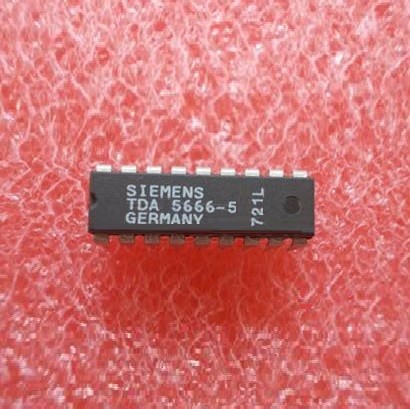 SIEMENS
TDA 5666-5
GERMANY
721L